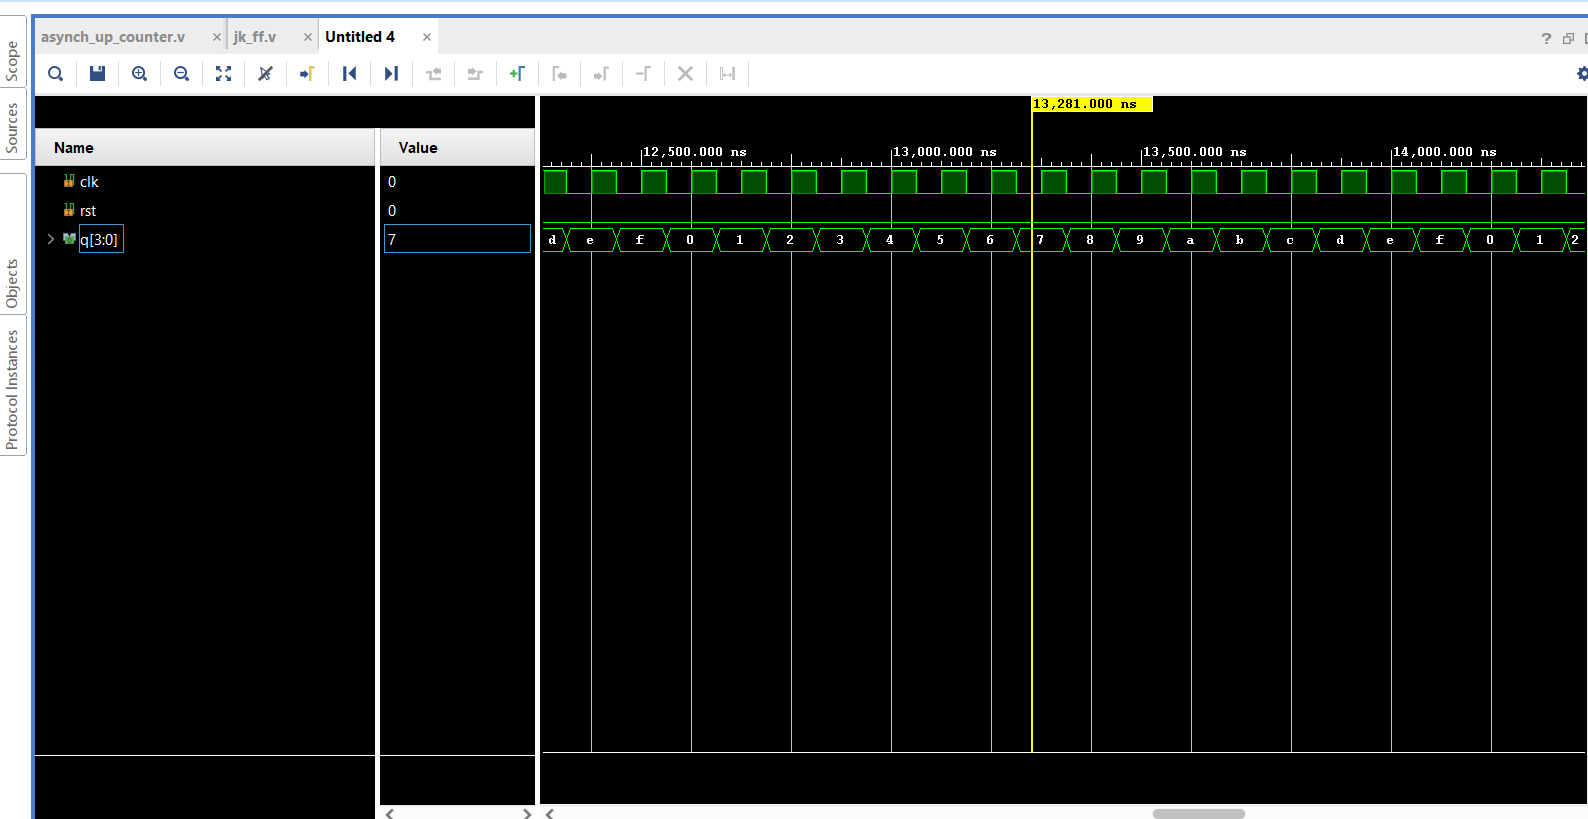 asynch_up_counter.v × jk_ff.v × Untitled 4 ×
?
Scope
Sources
Objects
Protocol Instances
13,281.000 ns
Name Value
12,500.000 ns 13,000.000 ns 13,500.000 ns 14,000.000 ns
clk 0
rst 0
q[3:0] 7 d e f 0 1 2 3 4 5 6 7 8 9 a b c d e f 0 1 2